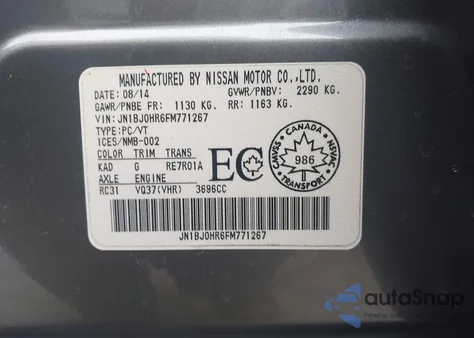 MANUFACTURED BY NISSAN MOTOR CO.,LTD.
DATE: 08/14 GVWR/PNBV: 2290 KG.
GAWR/PNBE FR: 1130 KG. RR: 1163 KG.
VIN: JN1BJ0HR6FM771267
TYPE:PC/VT
ICES/NMB-002
COLOR TRIM TRANS
KAD G RE7R01A
AXLE ENGINE
RC31 VQ37(VHR) 3696CC
EC
CANADA
CMVSS NSVAC
986
TRANSPORT
JN1BJ0HR6FM771267
autoSnap